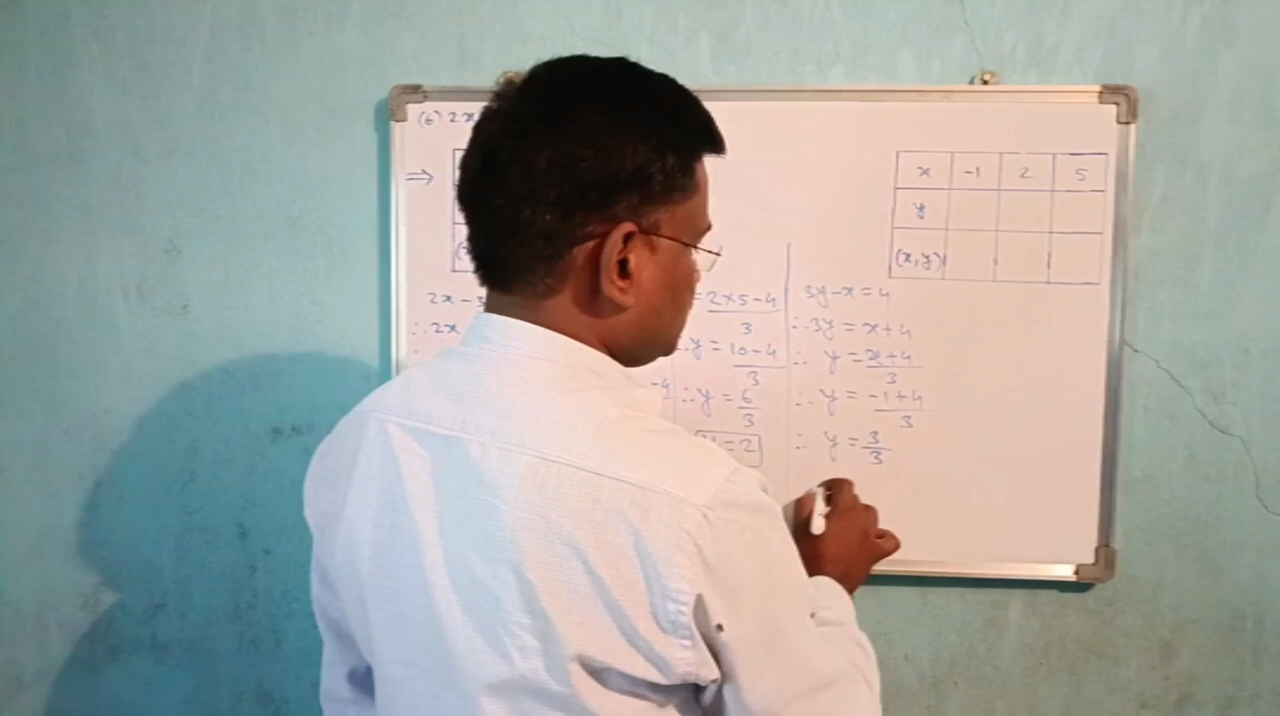 (6) 2x
⇒
2x - 3
∴ 2x
-4
= 2×5-4/3
∴ y = 10-4/3
∴ y = 6/3
= 2
x -1 2 5
y
(x,y)
3y-x=4
∴ 3y = x+4
∴ y = x+4/3
∴ y = -1+4/3
∴ y = 3/3